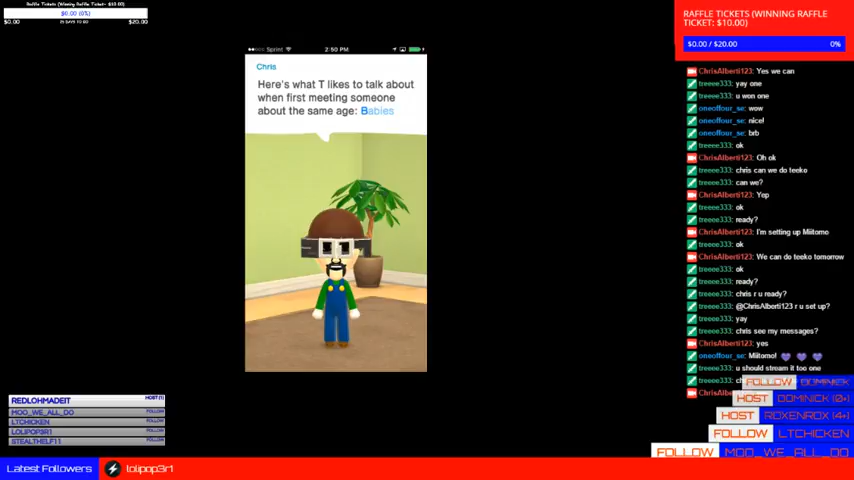 RAFFLE TICKETS (WINNING RAFFLE TICKET: $10.00)
$0.00 (0%)
$0.00
$20.00
RAFFLE TICKETS (WINNING RAFFLE
TICKET: $10.00)
$0.00 / $20.00 0%
Sprint 2:50 PM
Chris
Here's what T likes to talk about
when first meeting someone
about the same age: Babies
ChrisAlberti123: Yes we can
treeee333: yay one
treeee333: u won one
oneoffour_se: wow
oneoffour_se: nice!
oneoffour_se: brb
treeee333: ok
ChrisAlberti123: Oh ok
treeee333: chris can we do teeko
treeee333: can we?
ChrisAlberti123: Yep
treeee333: ok
treeee333: ready?
ChrisAlberti123: I'm setting up Miitomo
treeee333: ok
ChrisAlberti123: We can do teeko tomorrow
treeee333: ok
treeee333: ready?
treeee333: chris r u ready?
treeee333: @ChrisAlberti123 r u set up?
treeee333: yay
treeee333: chris see my messages?
ChrisAlberti123: yes
oneoffour_se: Miitomo! 💜 💜 💜
treeee333: u should stream it too one
treeee333: ch
FOLLOW DOMINICK
HOST DOMINICK (0+)
HOST ROXENROX (4+)
FOLLOW LTCHICKEN
FOLLOW MOO_WE_ALL_DO
REDLOHMADEIT HOST (1)
MOO_WE_ALL_DO FOLLOW
LTCHICKEN FOLLOW
LOLIPOP3R1 FOLLOW
STEALTHELF11 FOLLOW
Latest Followers lolipop3r1